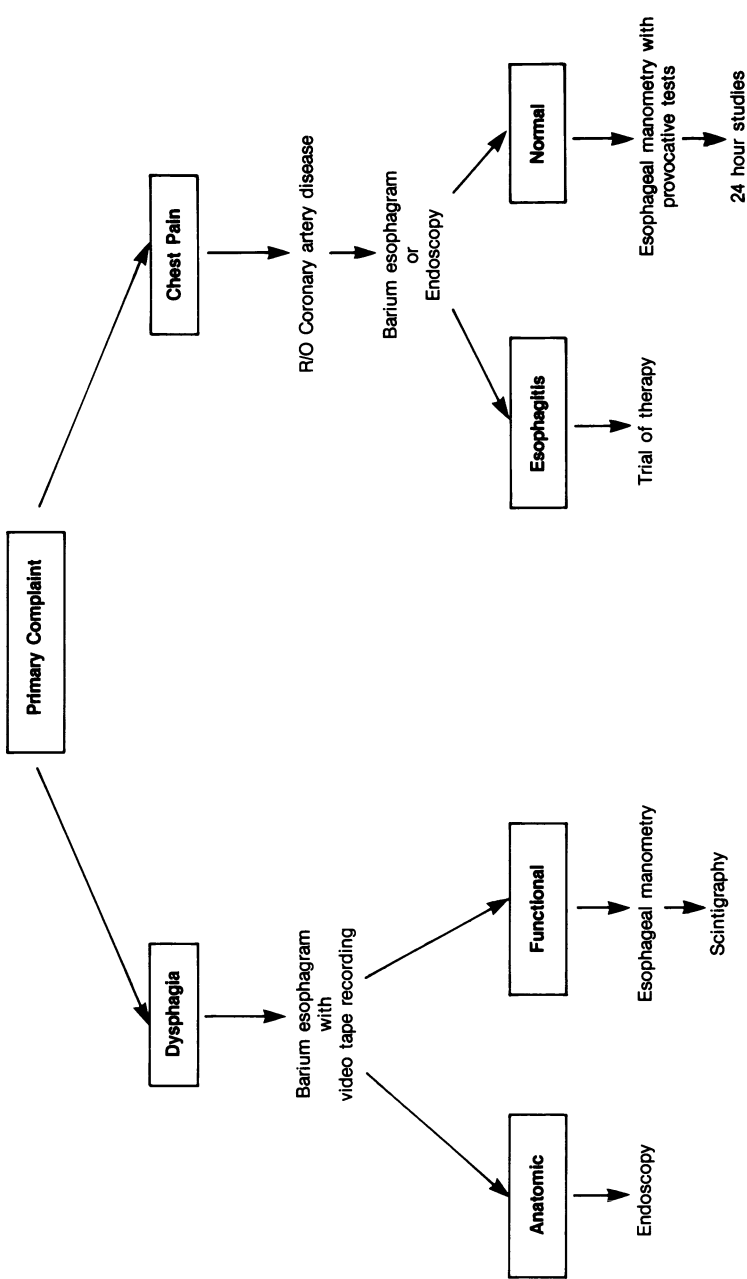 Primary Complaint
Dysphagia
Chest Pain
Barium esophagram
with
video tape recording
R/O Coronary artery disease
Barium esophagram
or
Endoscopy
Anatomic
Functional
Esophagitis
Normal
Endoscopy
Esophageal manometry
Scintigraphy
Trial of therapy
Esophageal manometry with
provocative tests
24 hour studies